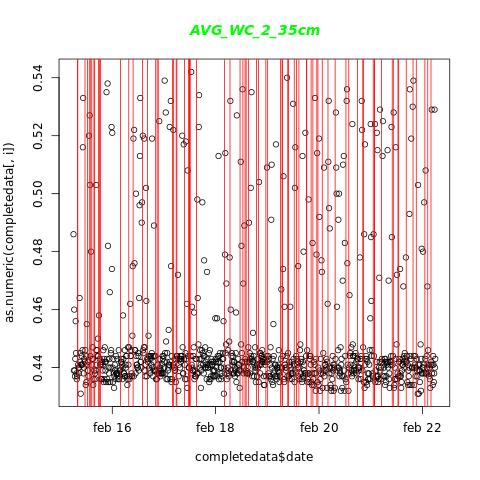 AVG_WC_2_35cm
as.numeric(completedata[, i])
0.54
0.52
0.50
0.48
0.46
0.44
feb 16
feb 18
feb 20
feb 22
completedata$date